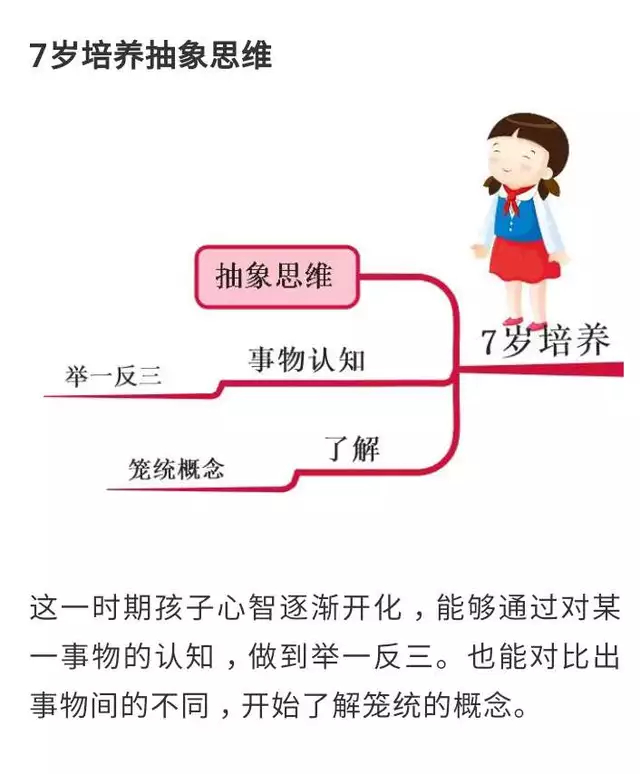 7岁培养抽象思维
抽象思维
7岁培养
事物认知
举一反三
了解
笼统概念
这一时期孩子心智逐渐开化，能够通过对某
一事物的认知，做到举一反三。也能对比出
事物间的不同，开始了解笼统的概念。